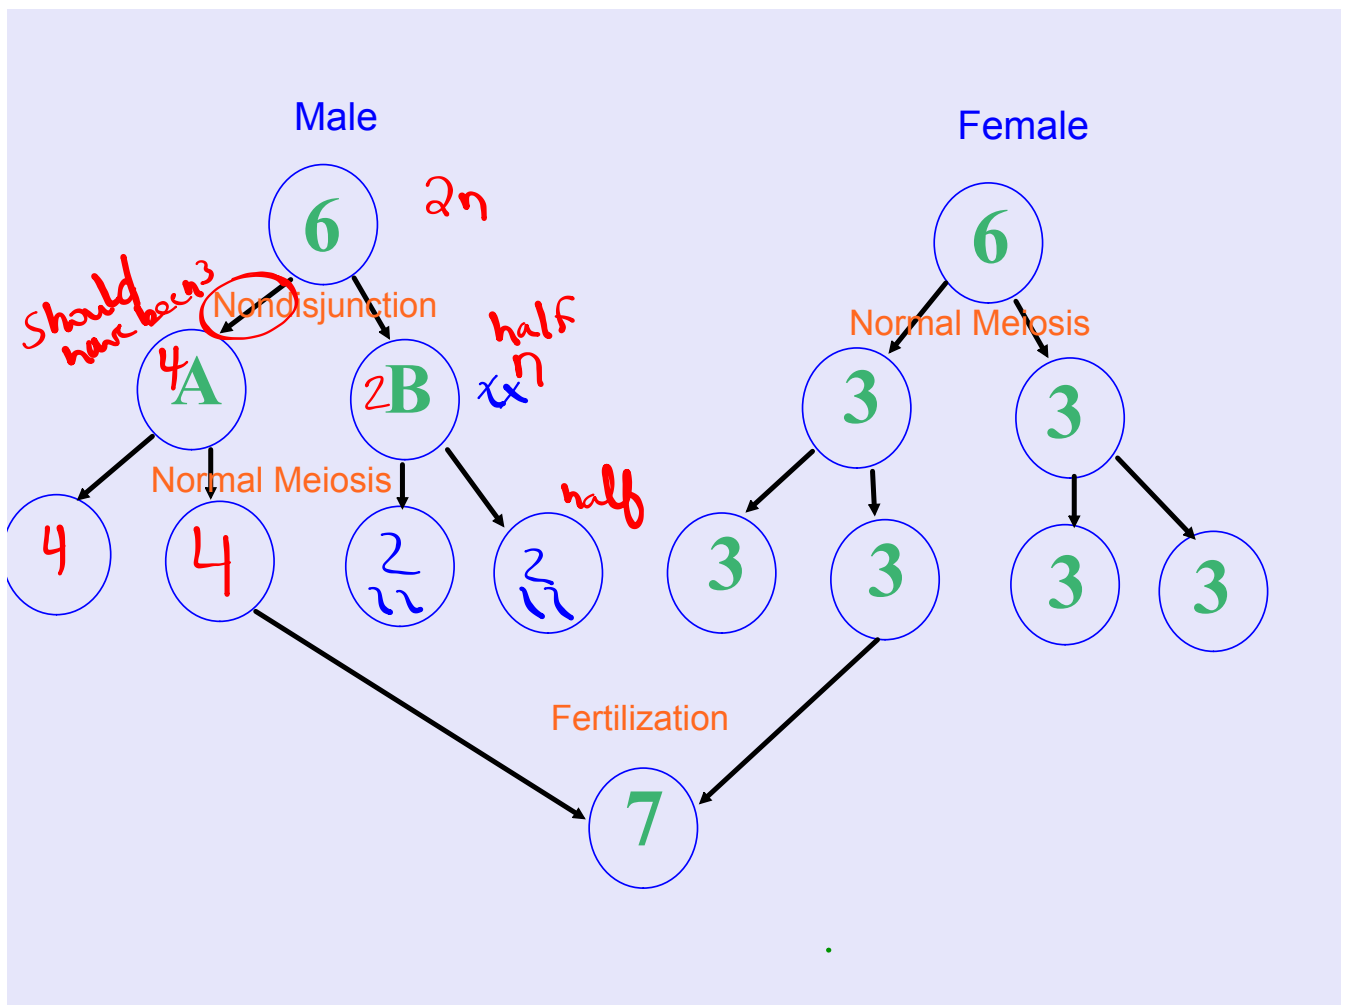 Male
Female
6
2n
6
should
have been 3
Nondisjunction
Normal Meiosis
half
n
4A
2B
xx
3
3
Normal Meiosis
half
4
4
2
2
3
3
3
3
Fertilization
7